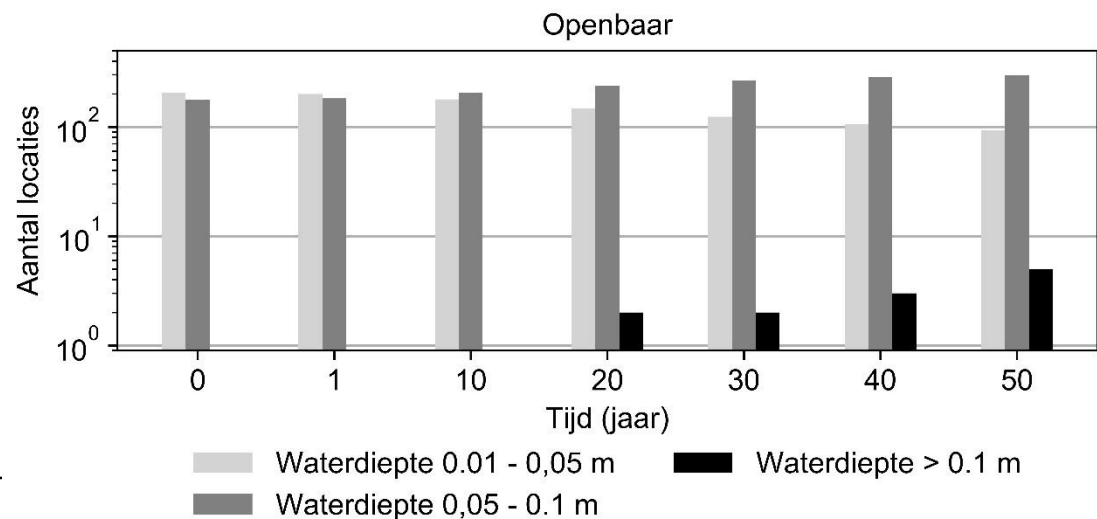 Openbaar
Aantal locaties
10²
10¹
10⁰
0 1 10 20 30 40 50
Tijd (jaar)
Waterdiepte 0.01 - 0,05 m
Waterdiepte > 0.1 m
Waterdiepte 0,05 - 0.1 m